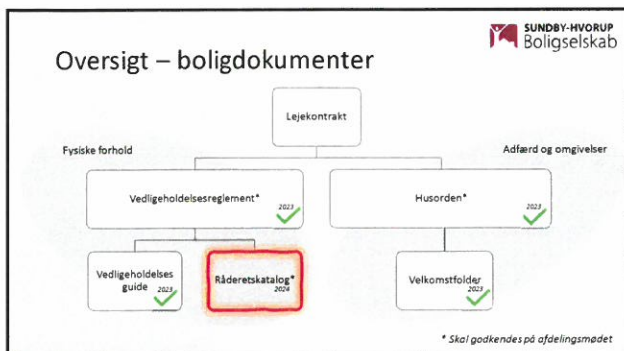 SUNDBY-HVORUP
Boligselskab
Oversigt – boligdokumenter
Lejekontrakt
Fysiske forhold
Adfærd og omgivelser
Vedligeholdelsesreglement*
2023
Husorden*
2023
Vedligeholdelses
guide
2023
Råderetskatalog*
2024
Velkomstfolder
2023
* Skal godkendes på afdelingsmødet